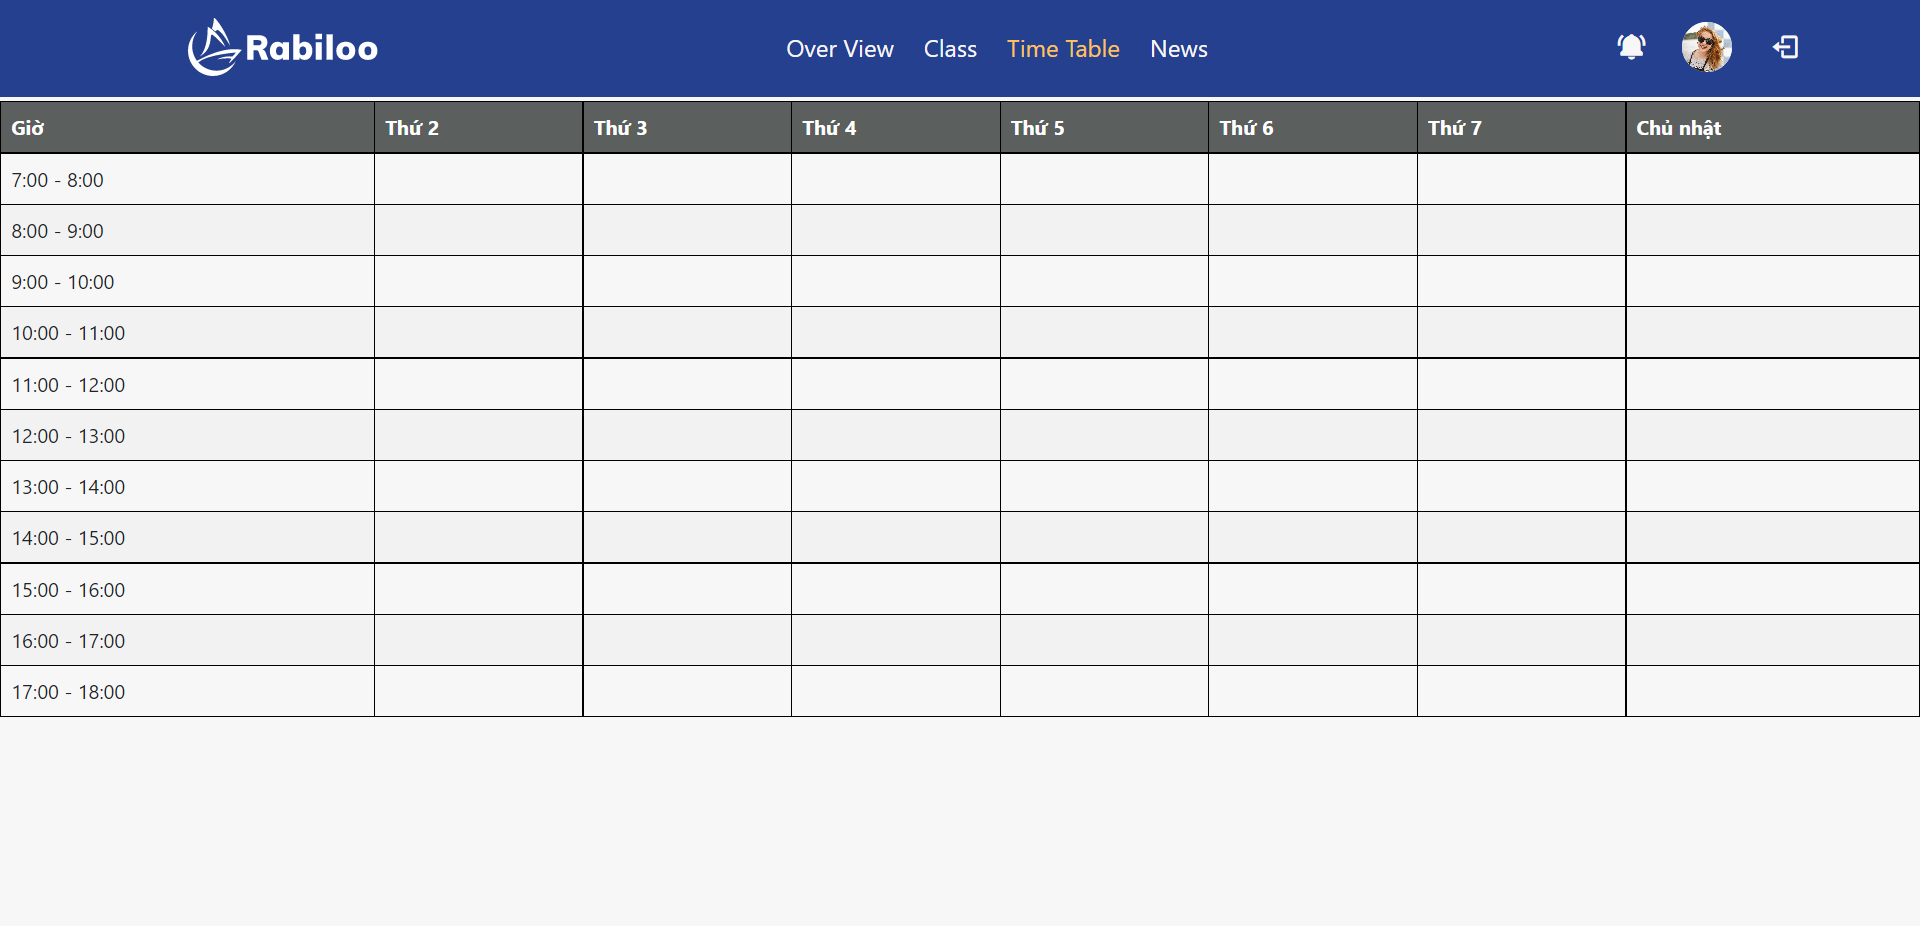 Rabiloo Over View Class Time Table News
Giờ Thứ 2 Thứ 3 Thứ 4 Thứ 5 Thứ 6 Thứ 7 Chủ nhật
7:00 - 8:00
8:00 - 9:00
9:00 - 10:00
10:00 - 11:00
11:00 - 12:00
12:00 - 13:00
13:00 - 14:00
14:00 - 15:00
15:00 - 16:00
16:00 - 17:00
17:00 - 18:00